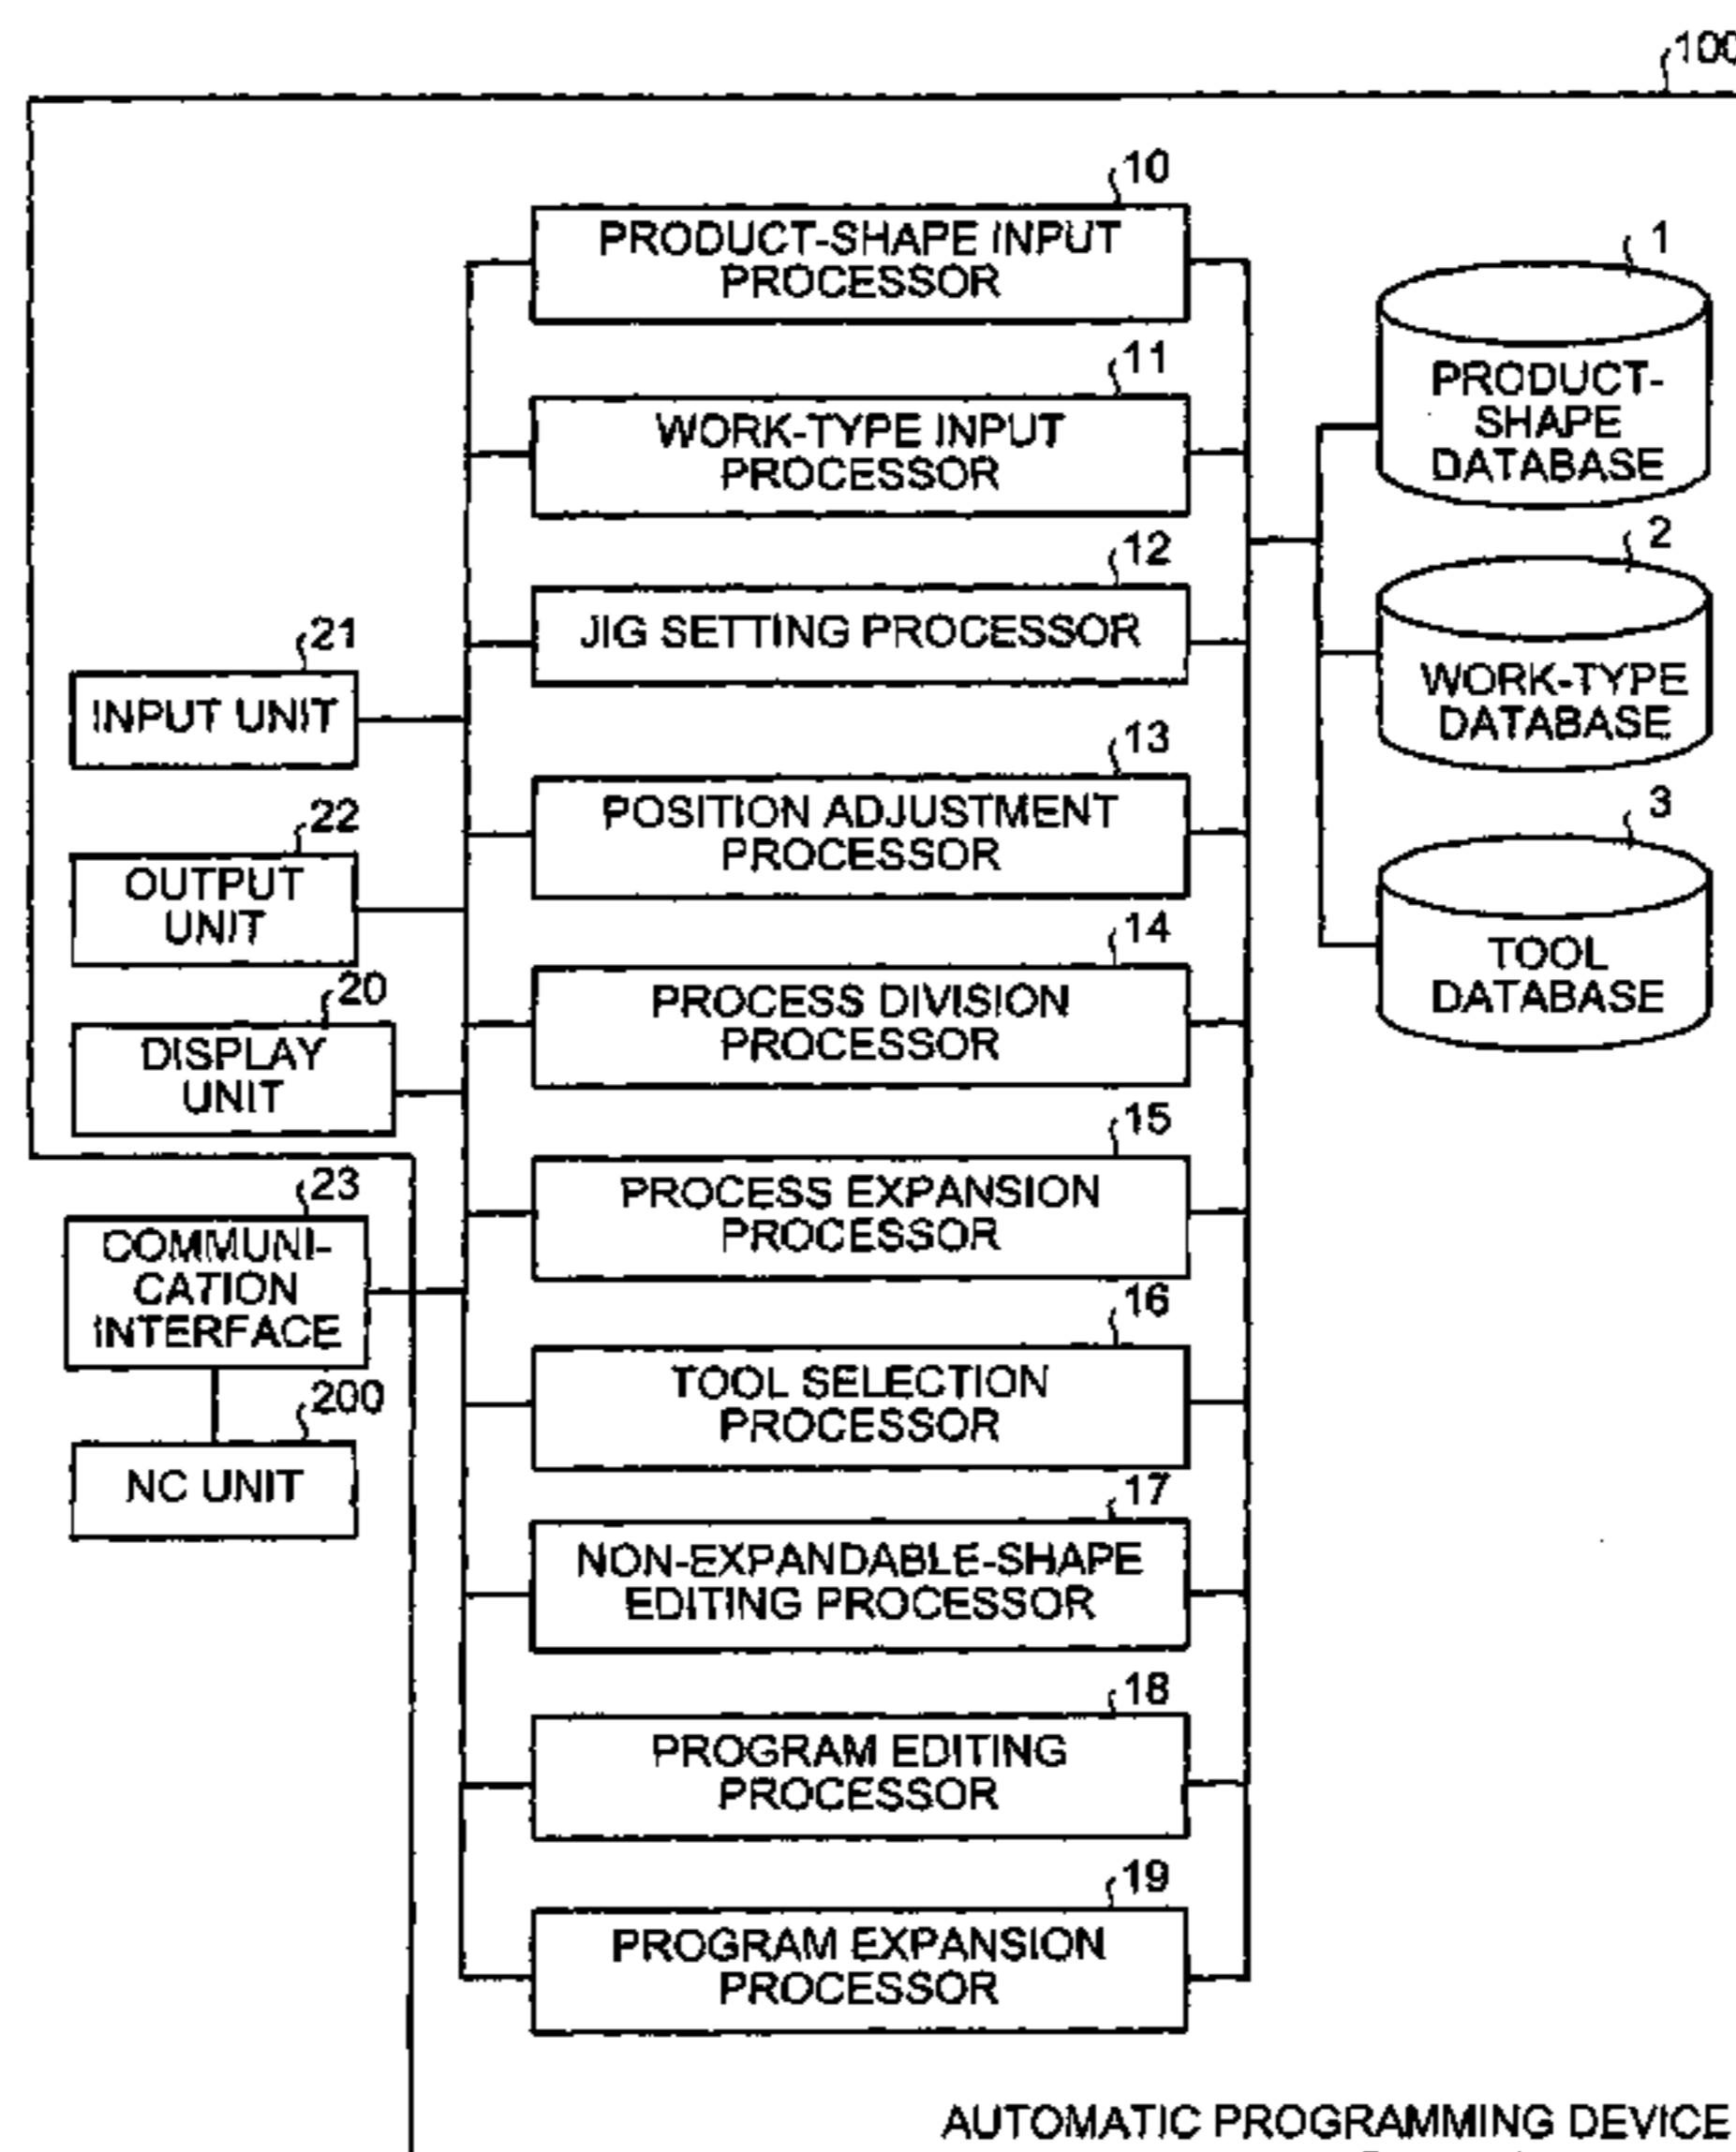 100
10
PRODUCT-SHAPE INPUT
PROCESSOR
11
WORK-TYPE INPUT
PROCESSOR
12
JIG SETTING PROCESSOR
13
POSITION ADJUSTMENT
PROCESSOR
14
PROCESS DIVISION
PROCESSOR
15
PROCESS EXPANSION
PROCESSOR
16
TOOL SELECTION
PROCESSOR
17
NON-EXPANDABLE-SHAPE
EDITING PROCESSOR
18
PROGRAM EDITING
PROCESSOR
19
PROGRAM EXPANSION
PROCESSOR
21
INPUT UNIT
22
OUTPUT
UNIT
20
DISPLAY
UNIT
23
COMMUNI-
CATION
INTERFACE
200
NC UNIT
1
PRODUCT-
SHAPE
DATABASE
2
WORK-TYPE
DATABASE
3
TOOL
DATABASE
AUTOMATIC PROGRAMMING DEVICE